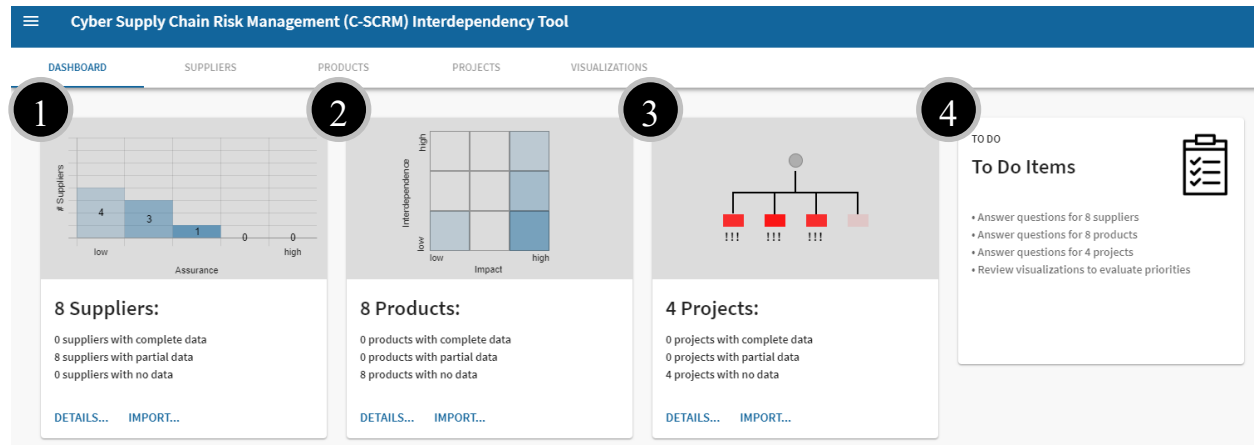 Cyber Supply Chain Risk Management (C-SCRM) Interdependency Tool
DASHBOARD SUPPLIERS PRODUCTS PROJECTS VISUALIZATIONS
1
# Suppliers
4 3 1 0 0
low high
Assurance
8 Suppliers:
0 suppliers with complete data
8 suppliers with partial data
0 suppliers with no data
DETAILS... IMPORT...
2
Interdependence
high
low
low high
Impact
8 Products:
0 products with complete data
0 products with partial data
8 products with no data
DETAILS... IMPORT...
3
!!! !!! !!!
4 Projects:
0 projects with complete data
0 projects with partial data
4 projects with no data
DETAILS... IMPORT...
4
TO DO
To Do Items
• Answer questions for 8 suppliers
• Answer questions for 8 products
• Answer questions for 4 projects
• Review visualizations to evaluate priorities